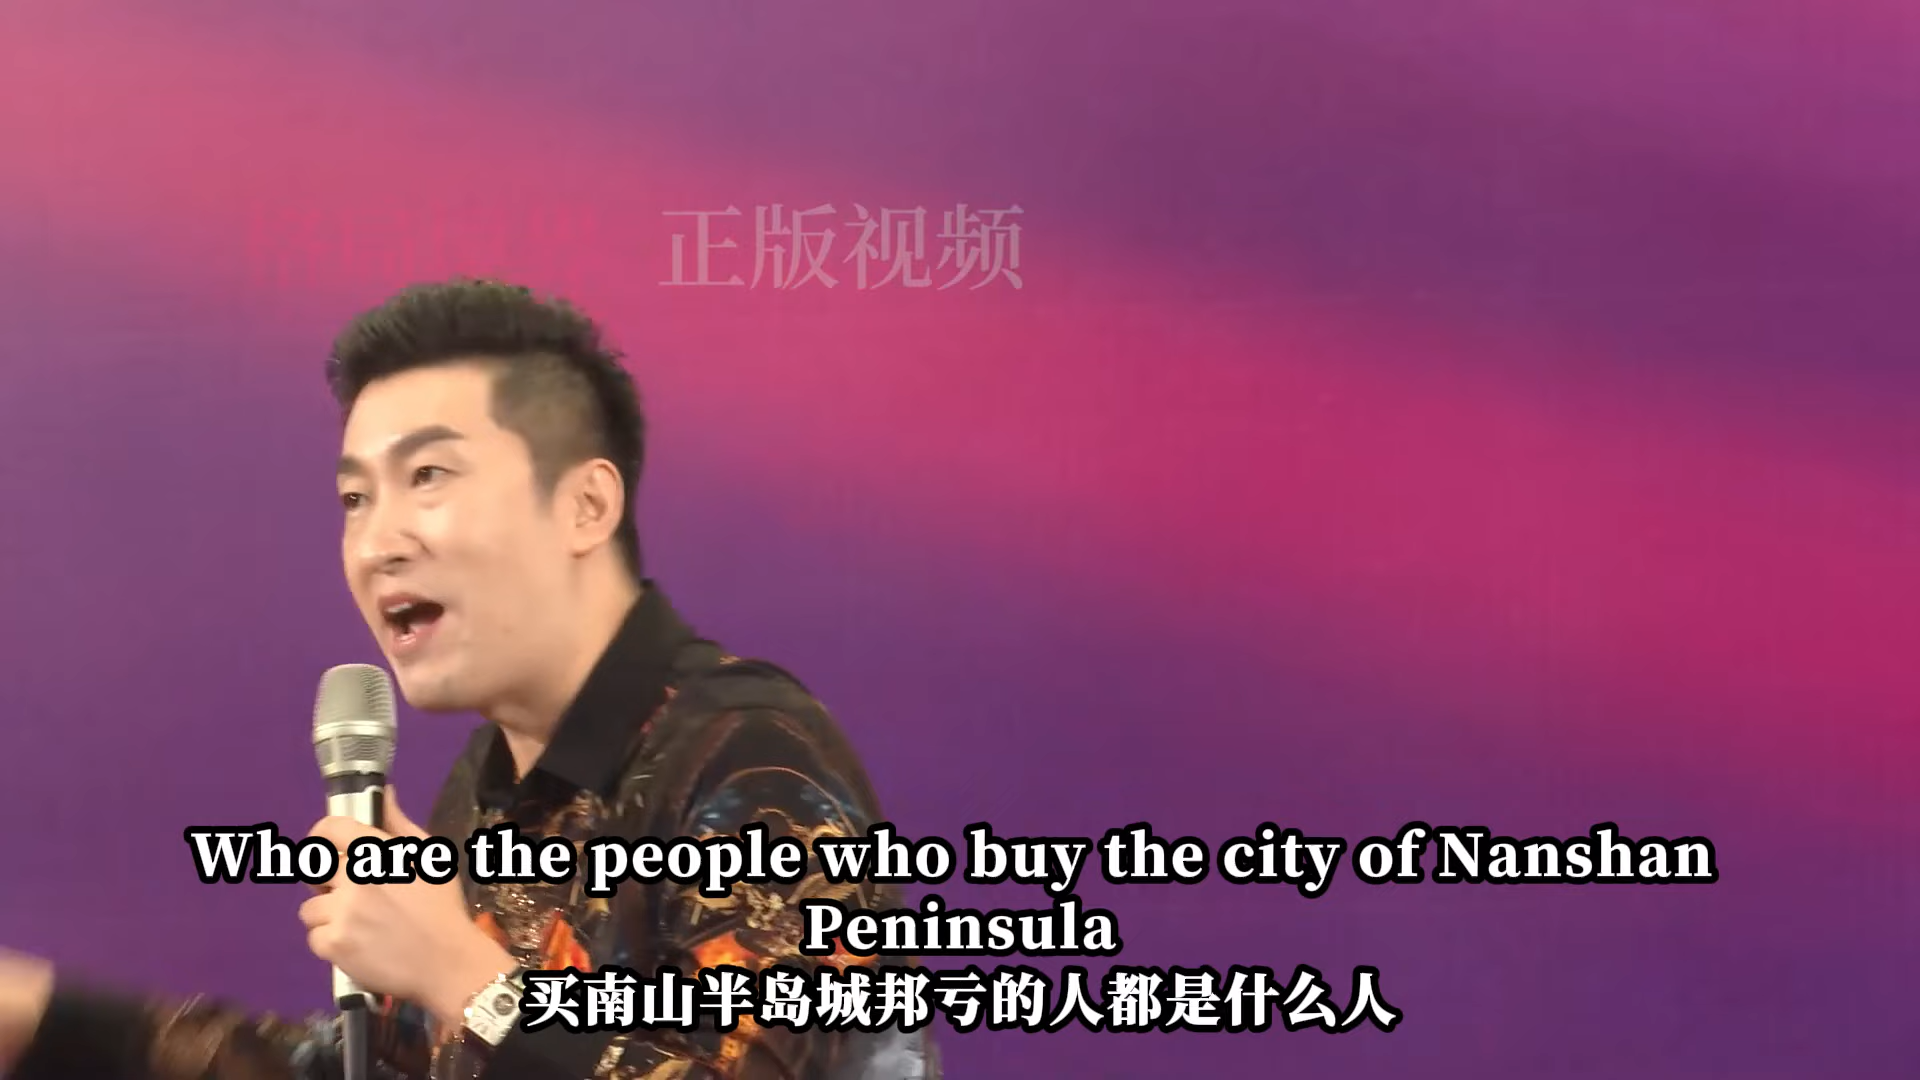 正版视频
Who are the people who buy the city of Nanshan
Peninsula
买南山半岛城邦亏的人都是什么人